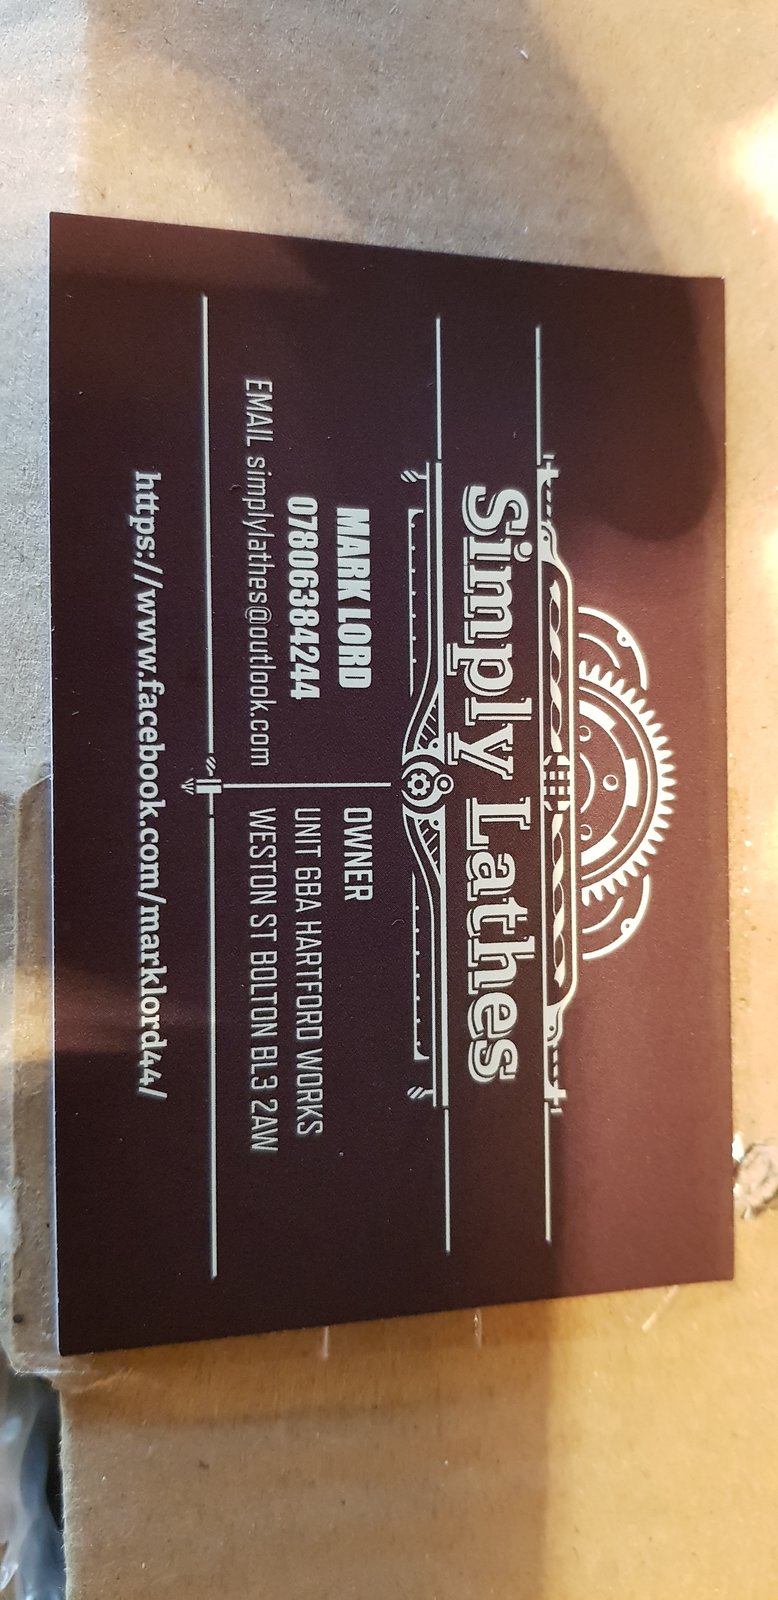 Simply Lathes
MARK LORD
07806384244
EMAIL simplylathes@outlook.com
OWNER
UNIT 6BA HARTFORD WORKS
WESTON ST BOLTON BL3 2AW
https://www.facebook.com/marklord44/